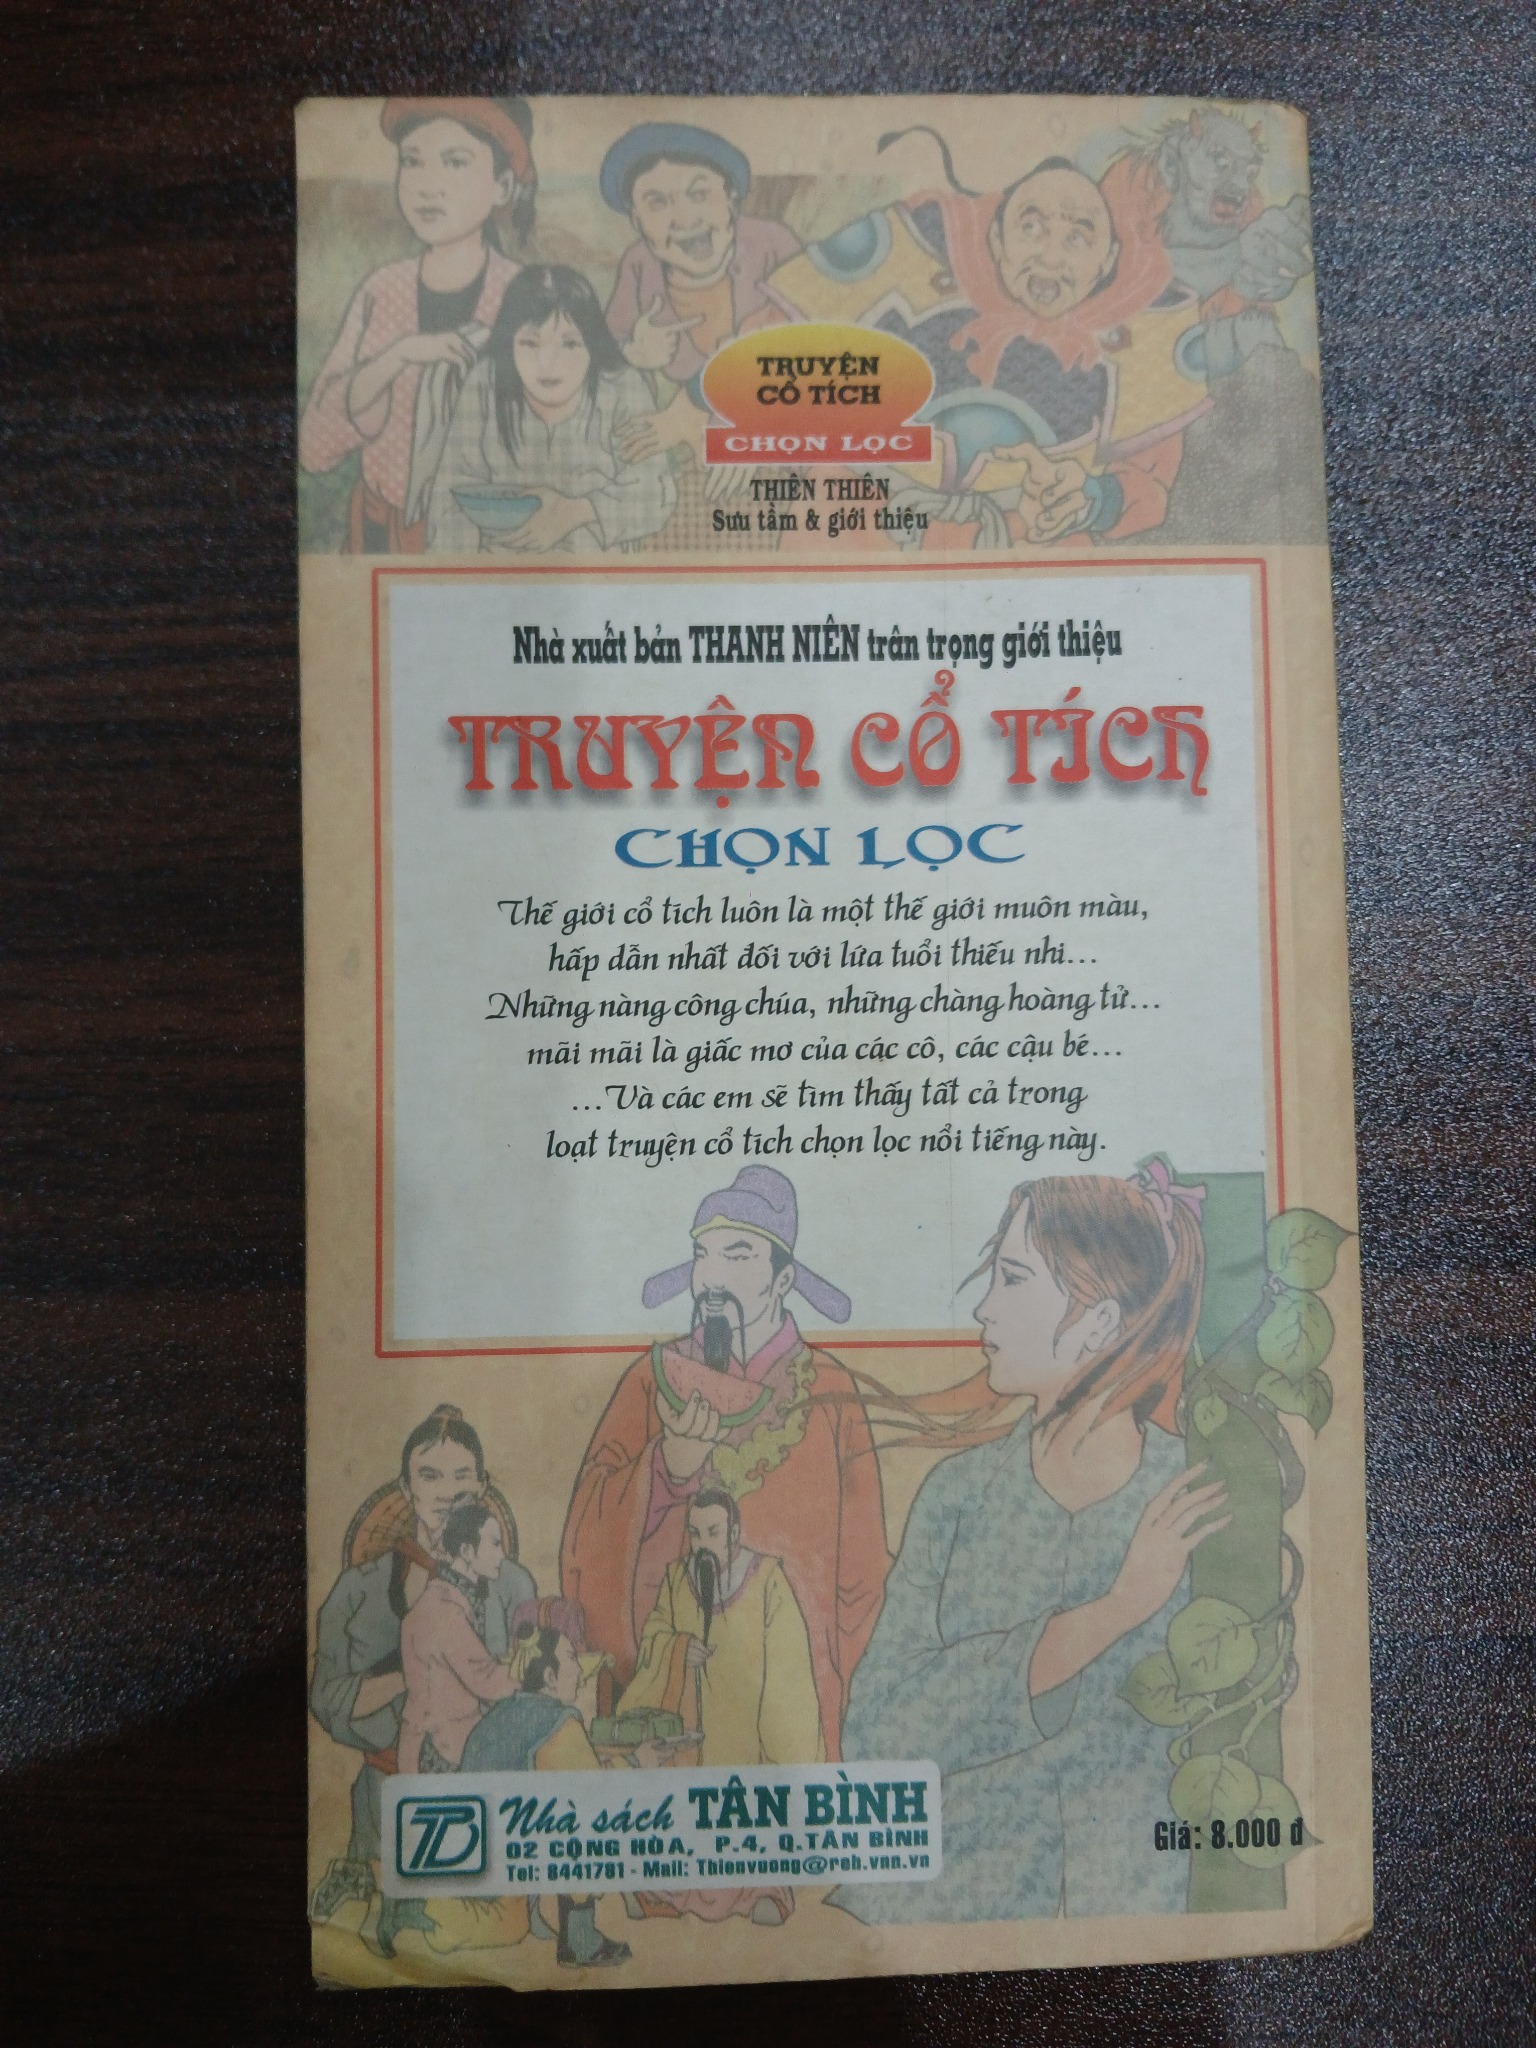 TRUYỆN
CỔ TÍCH
CHỌN LỌC
THIÊN THIÊN
Sưu tầm & giới thiệu
Nhà xuất bản THANH NIÊN trân trọng giới thiệu
TRUYỆN CỔ TÍCH
CHỌN LỌC
Thế giới cổ tích luôn là một thế giới muôn màu,
hấp dẫn nhất đối với lứa tuổi thiếu nhi...
Những nàng công chúa, những chàng hoàng tử...
mãi mãi là giấc mơ của các cô, các cậu bé...
...Và các em sẽ tìm thấy tất cả trong
loạt truyện cổ tích chọn lọc nổi tiếng này.
TB Nhà sách TÂN BÌNH
02 CỘNG HÒA, P.4, Q.TÂN BÌNH
Tel: 8441781 - Mail: Thienvuong@reh.vnn.vn
Giá: 8.000 đ